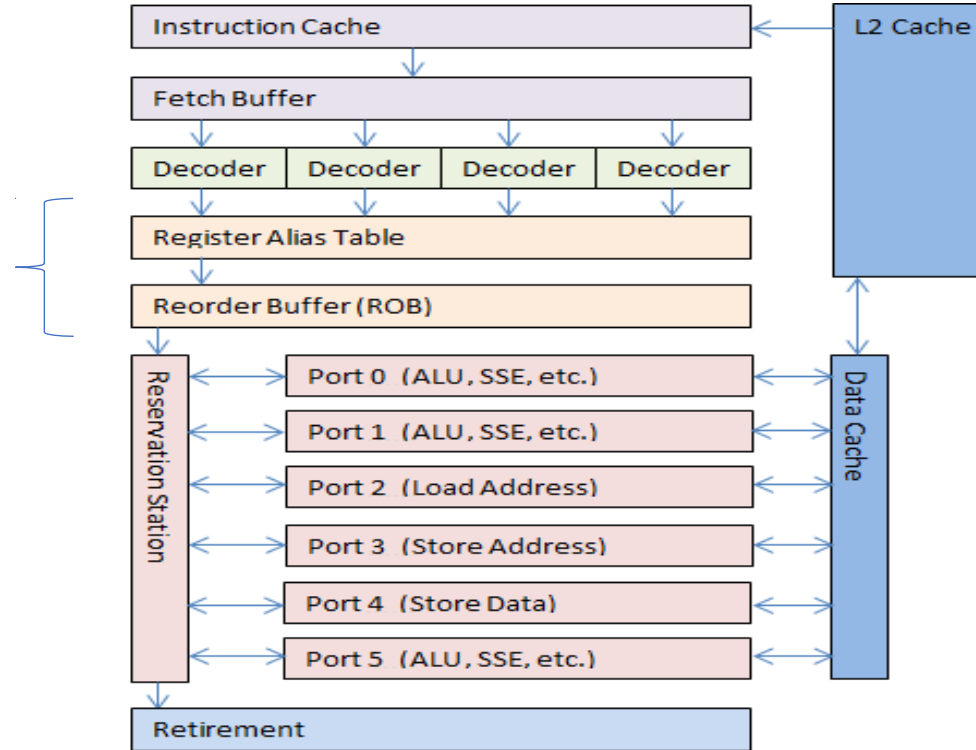 Instruction Cache
L2 Cache
Fetch Buffer
Decoder
Decoder
Decoder
Decoder
Register Alias Table
Reorder Buffer (ROB)
Reservation Station
Port 0 (ALU, SSE, etc.)
Port 1 (ALU, SSE, etc.)
Port 2 (Load Address)
Port 3 (Store Address)
Port 4 (Store Data)
Port 5 (ALU, SSE, etc.)
Data Cache
Retirement